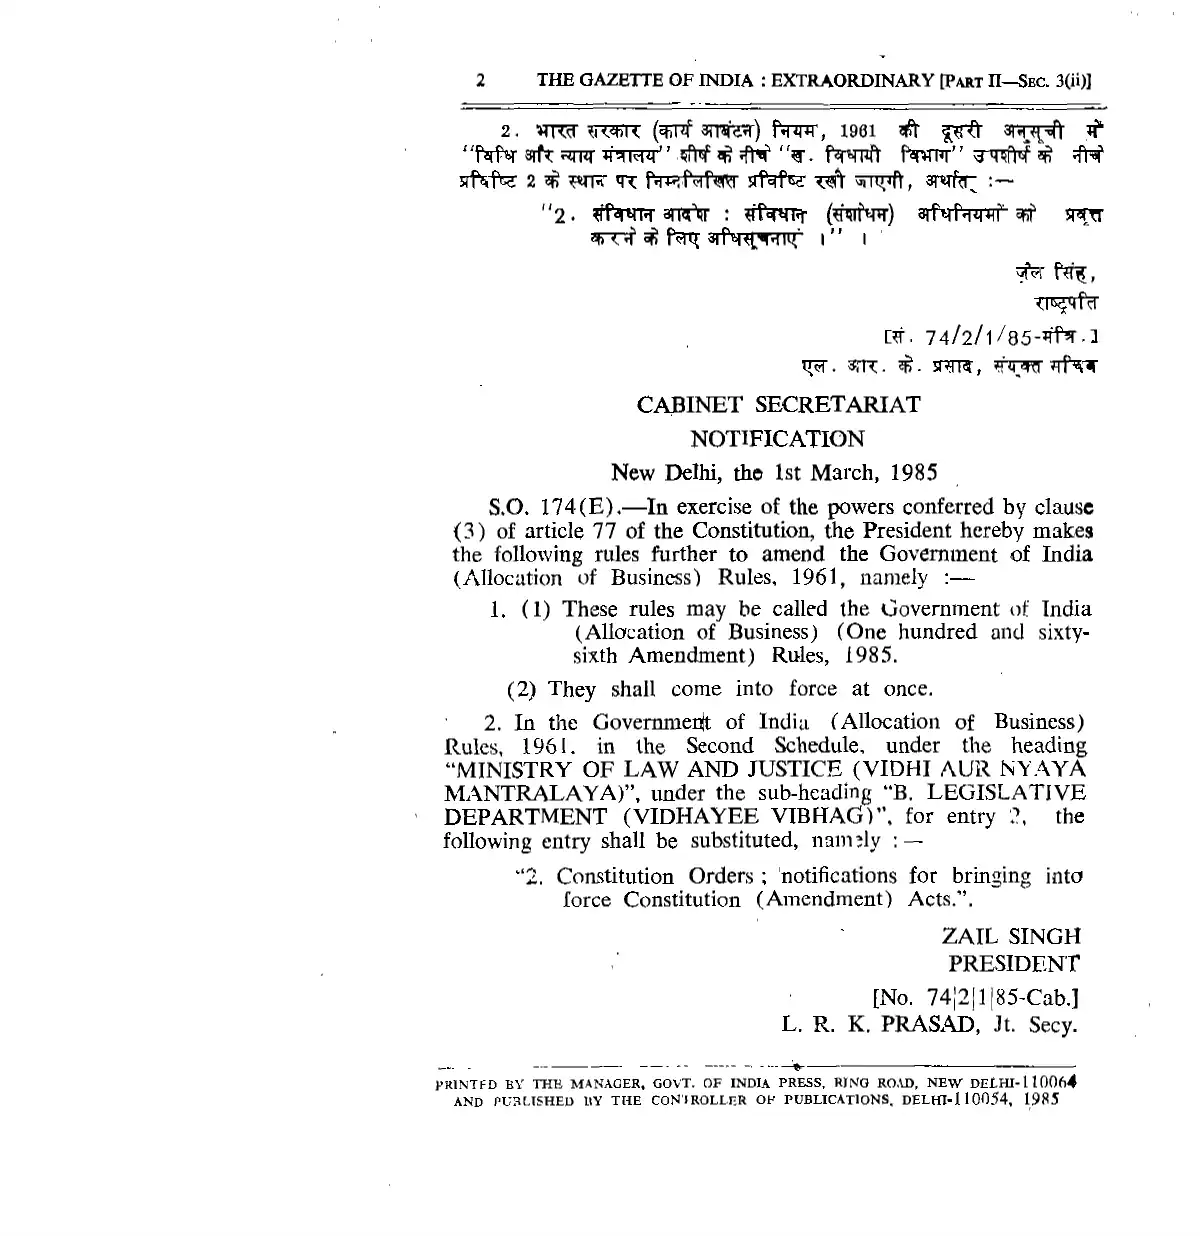 2 THE GAZETTE OF INDIA : EXTRAORDINARY [PART II—SEC. 3(ii)]
2. भारत सरकार (कार्य आबंटन) नियम, 1961 की दूसरी अनुसूची में
“विधि और न्याय मंत्रालय” शीर्ष के नीचे “ख. विधायी विभाग” उपशीर्ष के नीचे
प्रविष्टि 2 के स्थान पर निम्नलिखित प्रविष्टि रखी जाएगी, अर्थात् :—
“2. संविधान आदेश : संविधान (संशोधन) अधिनियमों को प्रवृत्त
करने के लिए अधिसूचनाएं ।” ।
ज़ैल सिंह,
राष्ट्रपति
[सं. 74/2/1/85-मंत्रि.]
एल. आर. के. प्रसाद, संयुक्त सचिव
CABINET SECRETARIAT
NOTIFICATION
New Delhi, the 1st March, 1985
S.O. 174(E).—In exercise of the powers conferred by clause
(3) of article 77 of the Constitution, the President hereby makes
the following rules further to amend the Government of India
(Allocation of Business) Rules, 1961, namely :—
1. (1) These rules may be called the Government of India
(Allocation of Business) (One hundred and sixty-
sixth Amendment) Rules, 1985.
(2) They shall come into force at once.
2. In the Government of India (Allocation of Business)
Rules, 1961. in the Second Schedule, under the heading
“MINISTRY OF LAW AND JUSTICE (VIDHI AUR NYAYA
MANTRALAYA)”, under the sub-heading “B. LEGISLATIVE
DEPARTMENT (VIDHAYEE VIBHAG)”, for entry 2, the
following entry shall be substituted, namely :—
“2. Constitution Orders ; notifications for bringing into
force Constitution (Amendment) Acts.”.
ZAIL SINGH
PRESIDENT
[No. 74|2|1|85-Cab.]
L. R. K. PRASAD, Jt. Secy.
PRINTED BY THE MANAGER, GOVT. OF INDIA PRESS, RING ROAD, NEW DELHI-110064
AND PUBLISHED BY THE CONTROLLER OF PUBLICATIONS, DELHI-110054, 1985